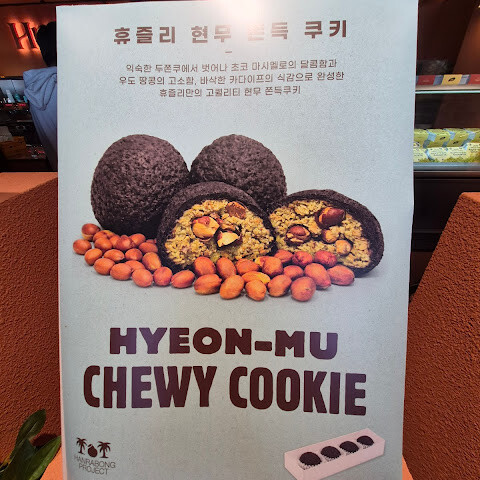 휴즐리 현무 쫀득 쿠키
익숙한 두쫀쿠에서 벗어나 초코 마시멜로의 달콤함과
우도 땅콩의 고소함, 바삭한 카다이프의 식감으로 완성한
휴즐리만의 고퀄리티 현무 쫀득쿠키
HYEON-MU
CHEWY COOKIE
HANRABONG
PROJECT